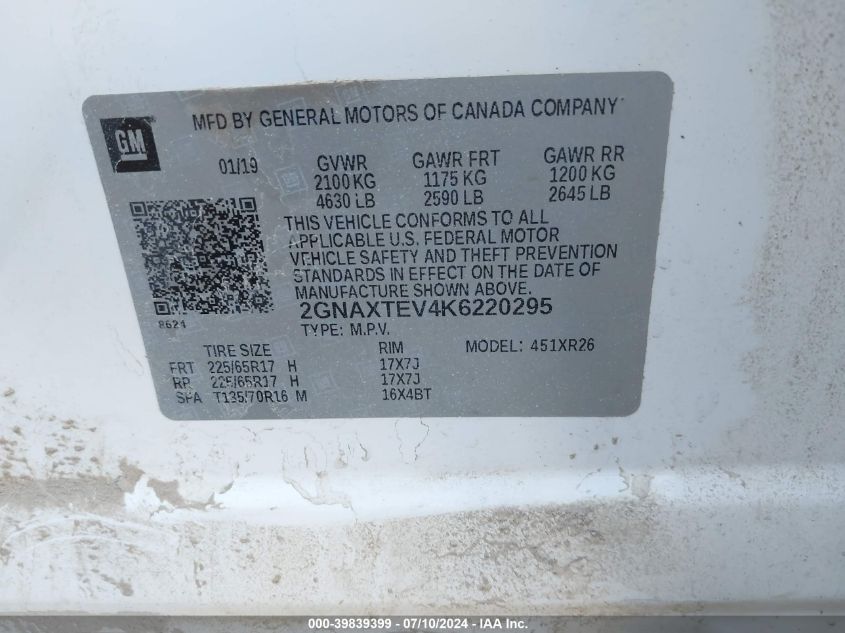 GM
MFD BY GENERAL MOTORS OF CANADA COMPANY
01/19 GVWR GAWR FRT GAWR RR
2100 KG 1175 KG 1200 KG
4630 LB 2590 LB 2645 LB
THIS VEHICLE CONFORMS TO ALL
APPLICABLE U.S. FEDERAL MOTOR
VEHICLE SAFETY AND THEFT PREVENTION
STANDARDS IN EFFECT ON THE DATE OF
MANUFACTURE SHOWN ABOVE.
8624
2GNAXTEV4K6220295
TYPE: M.P.V.
TIRE SIZE RIM MODEL: 451XR26
FRT 225/65R17 H 17X7J
RR 225/65R17 H 17X7J
SPA T135/70R16 M 16X4BT
000-39839399 - 07/10/2024 - IAA Inc.